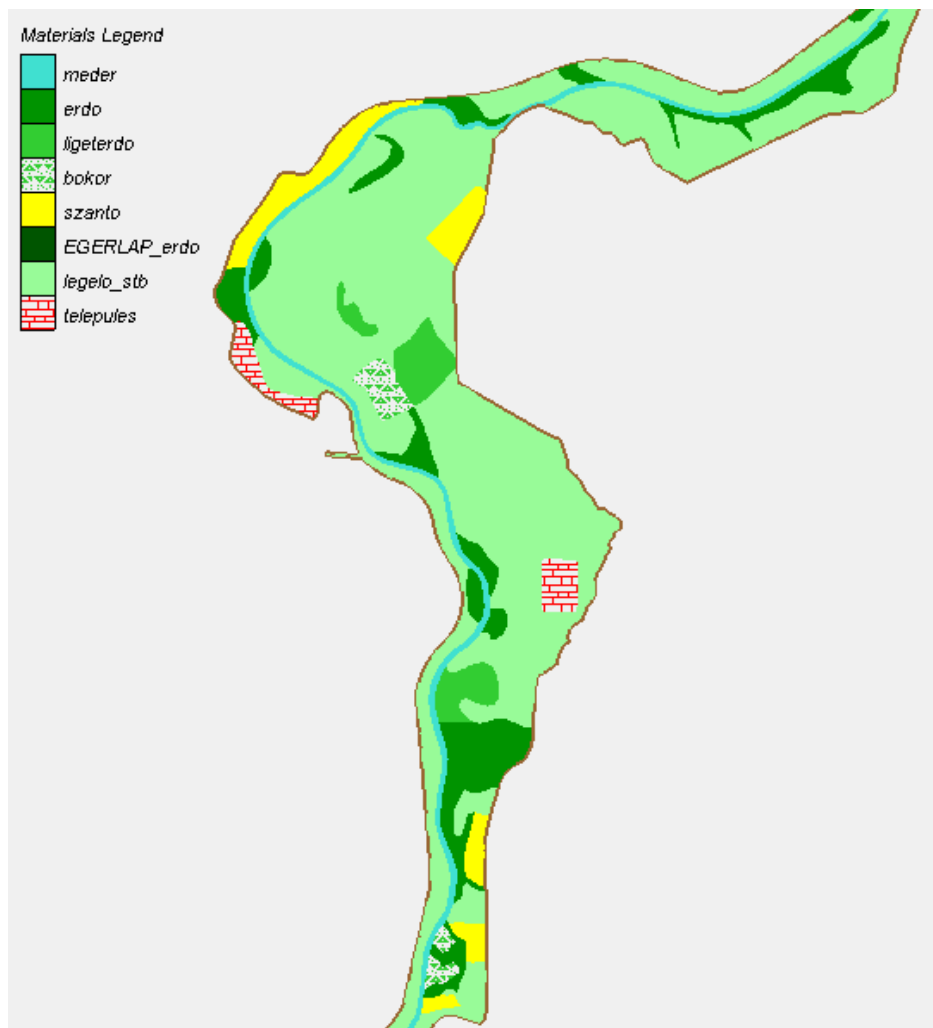 Materials Legend
meder
erdo
ligeterdo
bokor
szanto
EGERLAP_erdo
legelo_stb
telepules